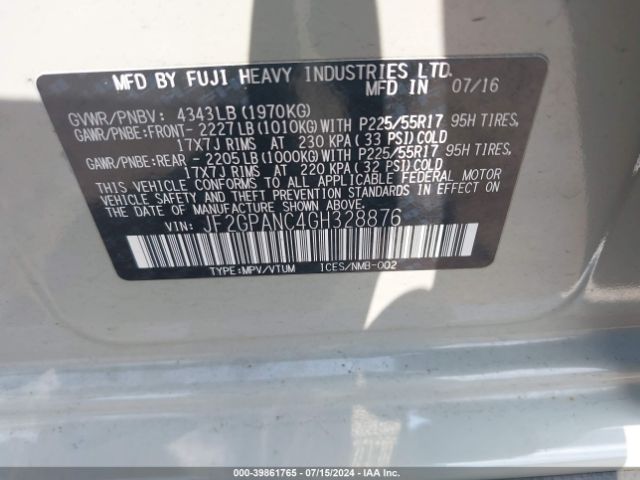 MFD BY FUJI HEAVY INDUSTRIES LTD.
MFD IN 07/16
GVWR/PNBV: 4343LB (1970KG)
GAWR/PNBE:FRONT- 2227LB(1010KG)WITH P225/55R17 95H TIRES,
17X7J RIMS AT 230 KPA( 33 PSI)COLD
GAWR/PNBE:REAR - 2205LB(1000KG)WITH P225/55R17 95H TIRES,
17X7J RIMS AT 220 KPA( 32 PSI)COLD
THIS VEHICLE CONFORMS TO ALL APPLICABLE FEDERAL MOTOR
VEHICLE SAFETY AND THEFT PREVENTION STANDARDS IN EFFECT
ON THE DATE OF MANUFACTURE SHOWN ABOVE.
VIN: JF2GPANC4GH328876
TYPE:MPV/VTUM ICES/NMB-002
000-39861765 / 07/15/2024 / IAA, Inc.